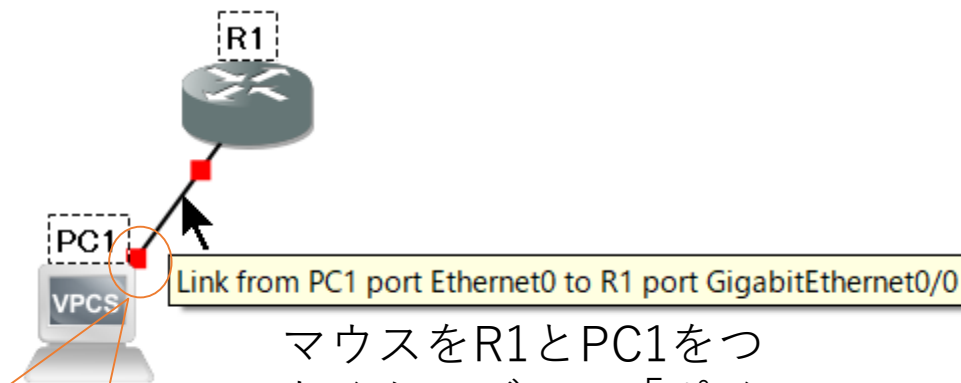 R1
PC1
VPCS
Link from PC1 port Ethernet0 to R1 port GigabitEthernet0/0
マウスをR1とPC1をつ